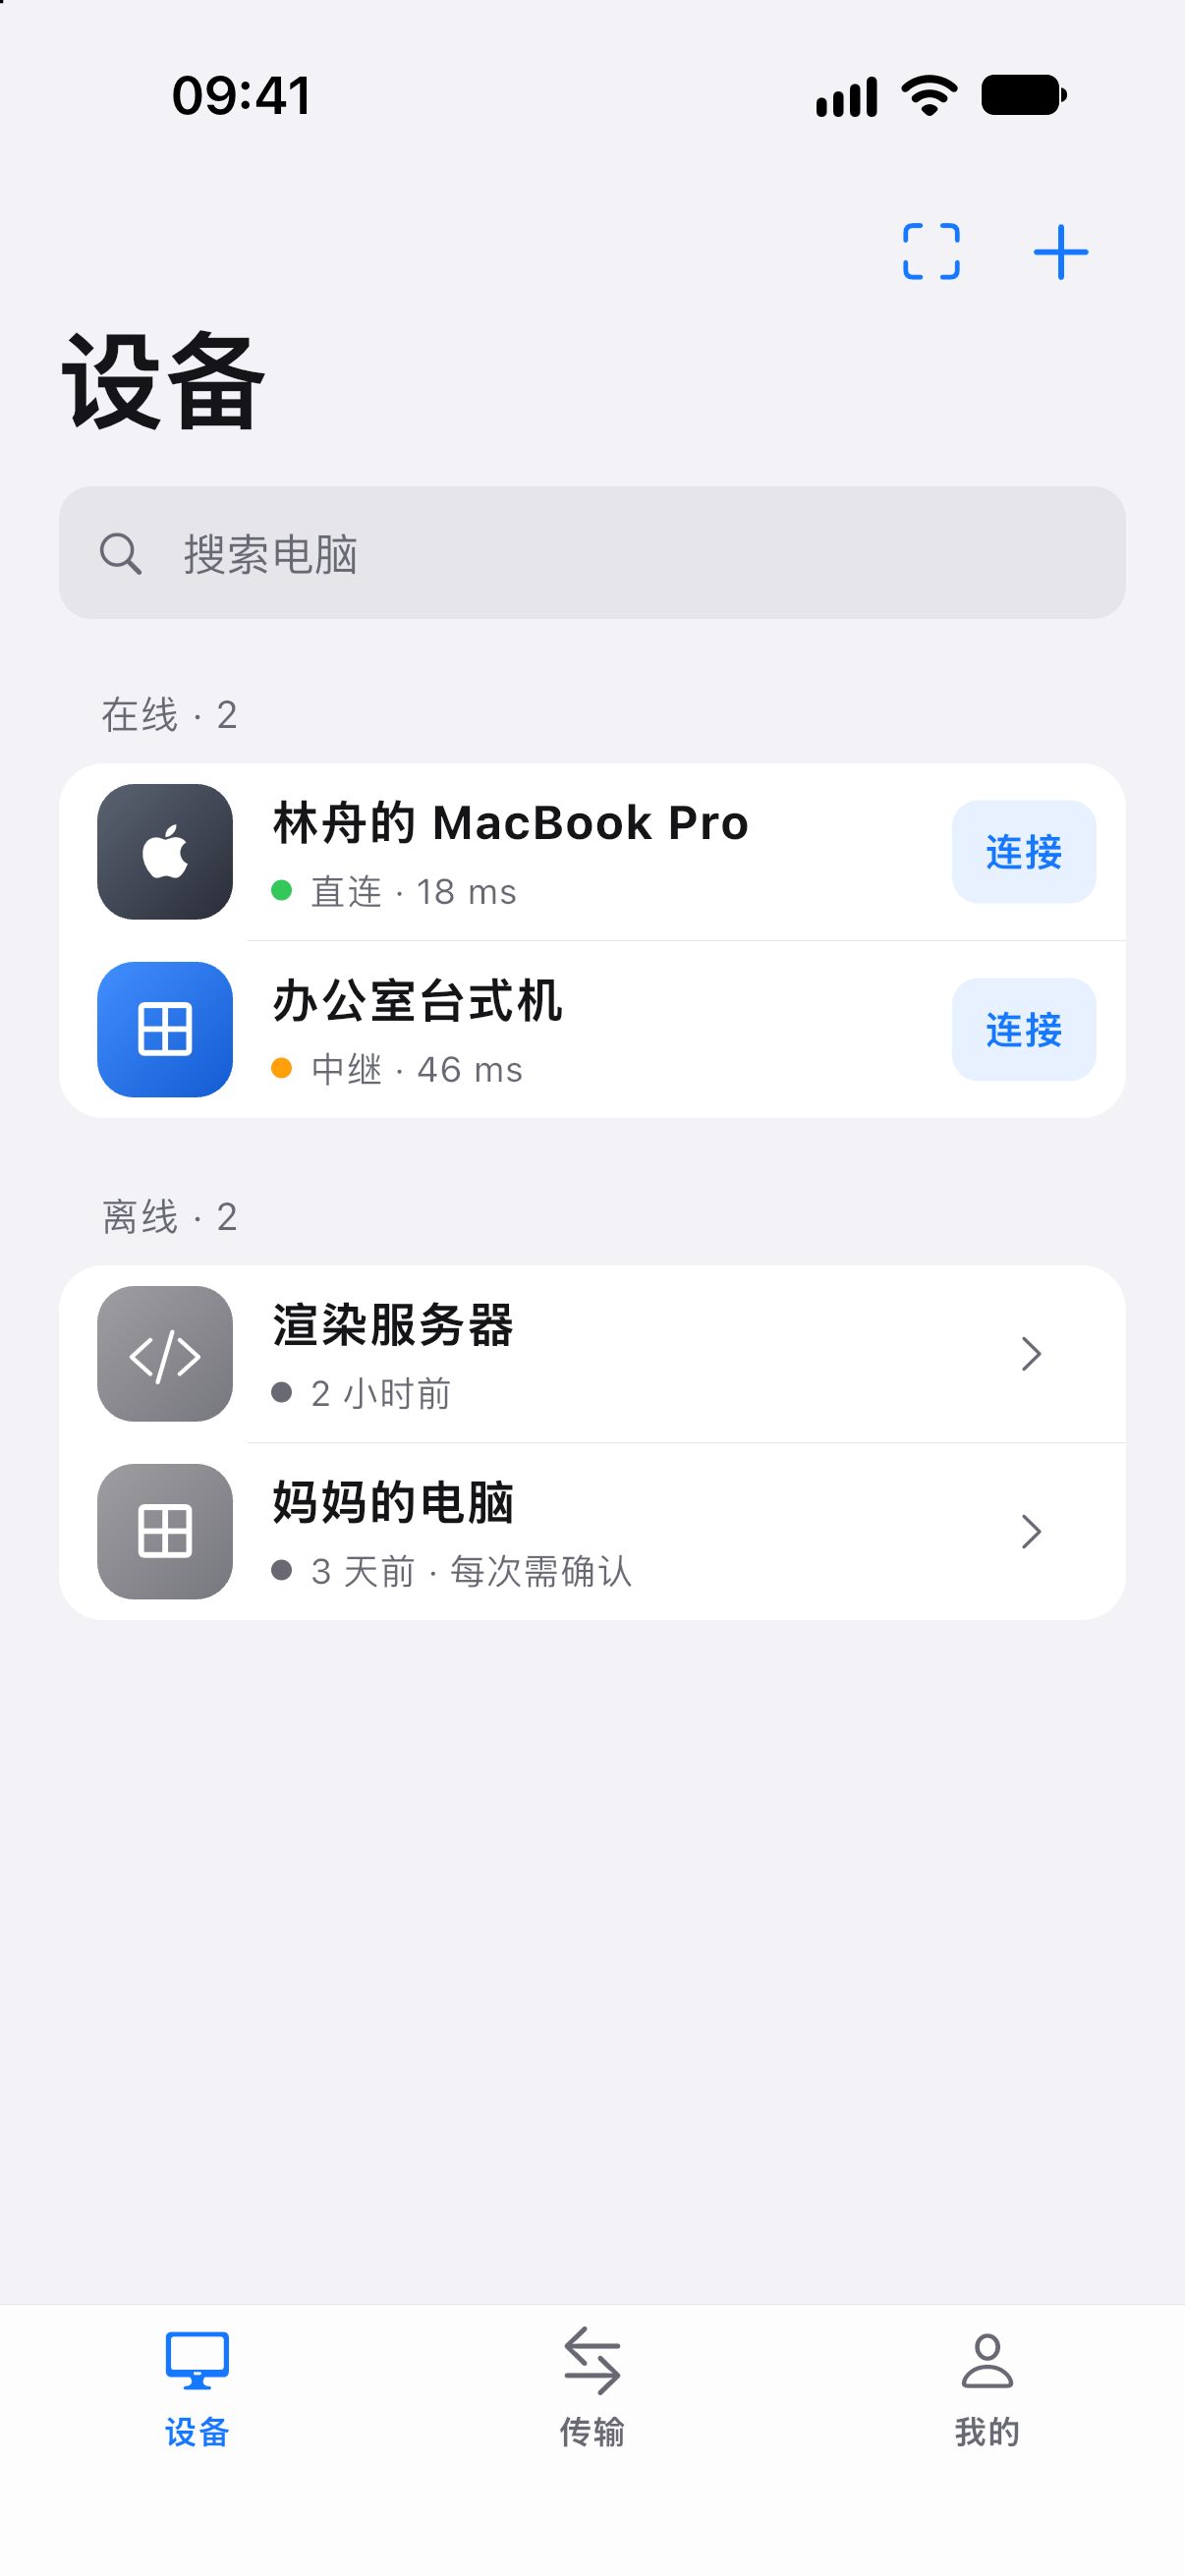 09:41
设备
搜索电脑
在线 · 2
林舟的 MacBook Pro
直连 · 18 ms
连接
办公室台式机
中继 · 46 ms
连接
离线 · 2
渲染服务器
2 小时前
妈妈的电脑
3 天前 · 每次需确认
设备
传输
我的